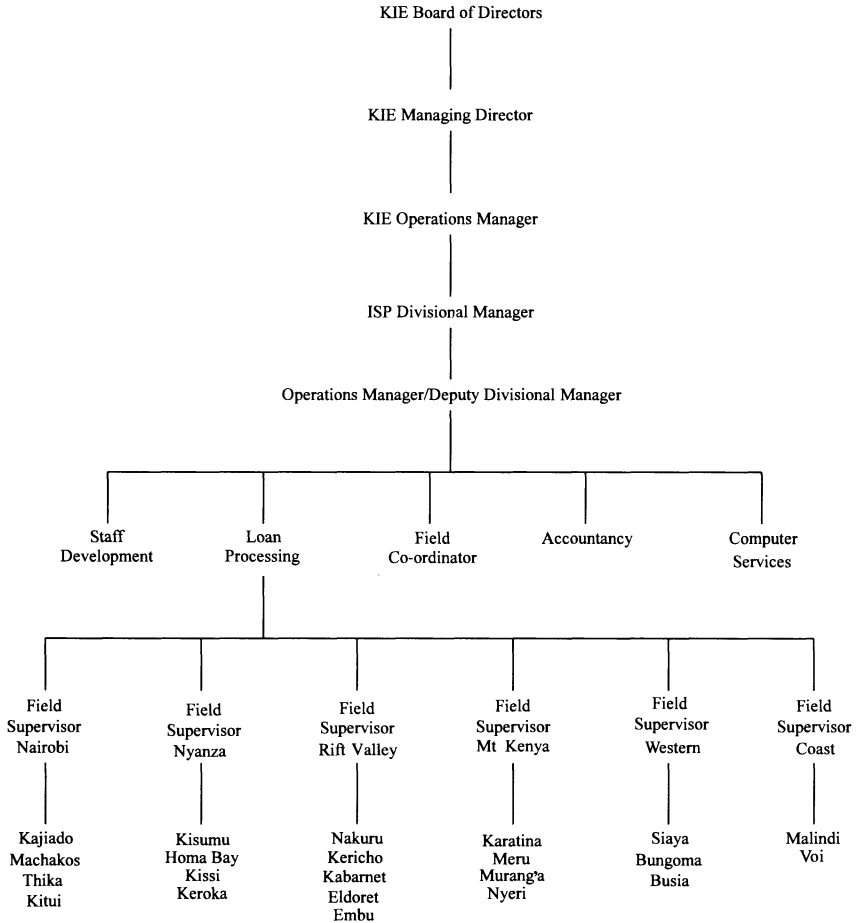 KIE Board of Directors
KIE Managing Director
KIE Operations Manager
ISP Divisional Manager
Operations Manager/Deputy Divisional Manager
Staff
Development
Loan
Processing
Field
Co-ordinator
Accountancy
Computer
Services
Field
Supervisor
Nairobi
Field
Supervisor
Nyanza
Field
Supervisor
Rift Valley
Field
Supervisor
Mt Kenya
Field
Supervisor
Western
Field
Supervisor
Coast
Kajiado
Machakos
Thika
Kitui
Kisumu
Homa Bay
Kissi
Keroka
Nakuru
Kericho
Kabarnet
Eldoret
Embu
Karatina
Meru
Murang'a
Nyeri
Siaya
Bungoma
Busia
Malindi
Voi